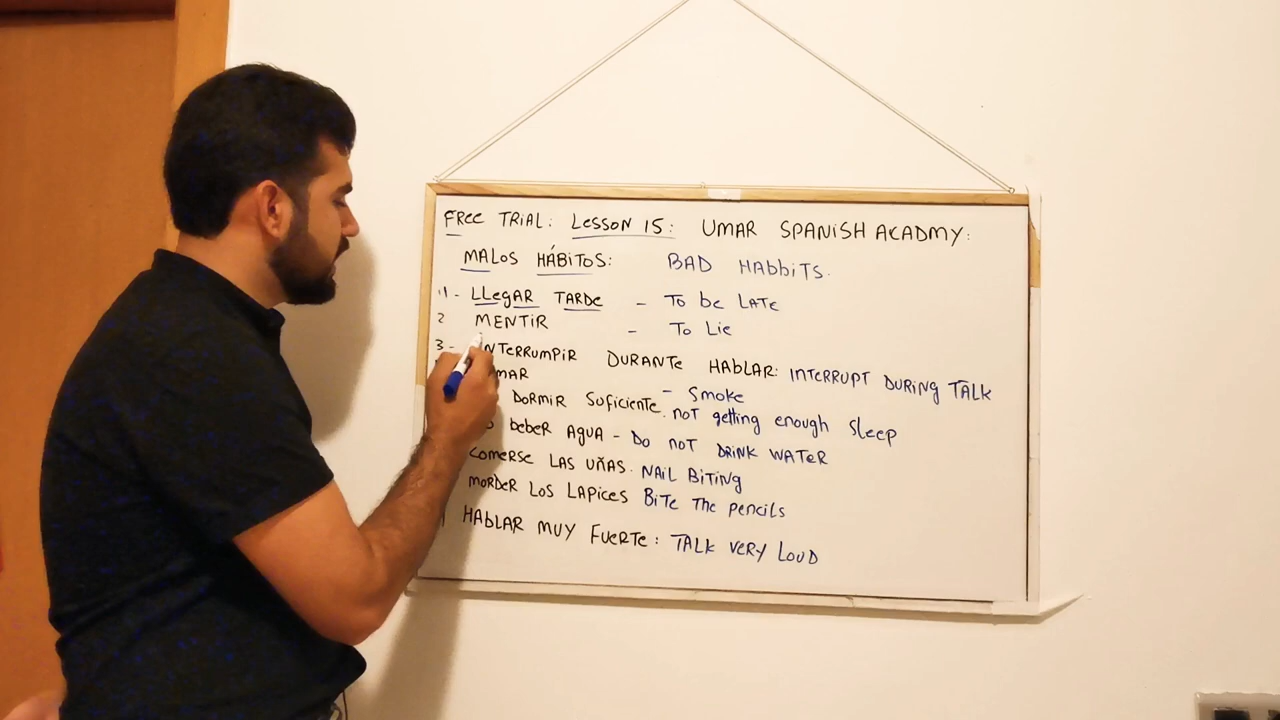 FRee TRIAL: LESSON 15: UMAR SPANISH ACADMY:
MALOS HÁBITOS: BAD HAbbiTS.
1- LLegAR TARDe - To be LATE
2 MENTIR - To Lie
3- INTERRUMPIR DURANTE HABLAR: INTERRUPT DURING TALK
MAR - SMOKe
DORMIR SUFICIENTE. NOT getting enough Sleep
beber AgUA - Do NOT DRINK WATER
COMERSE LAS UÑAS. NAIL BITING
MORDER LOS LAPICES BITE The pencils
HAbLAR MUY FUERTE: TALK VERY LOUD